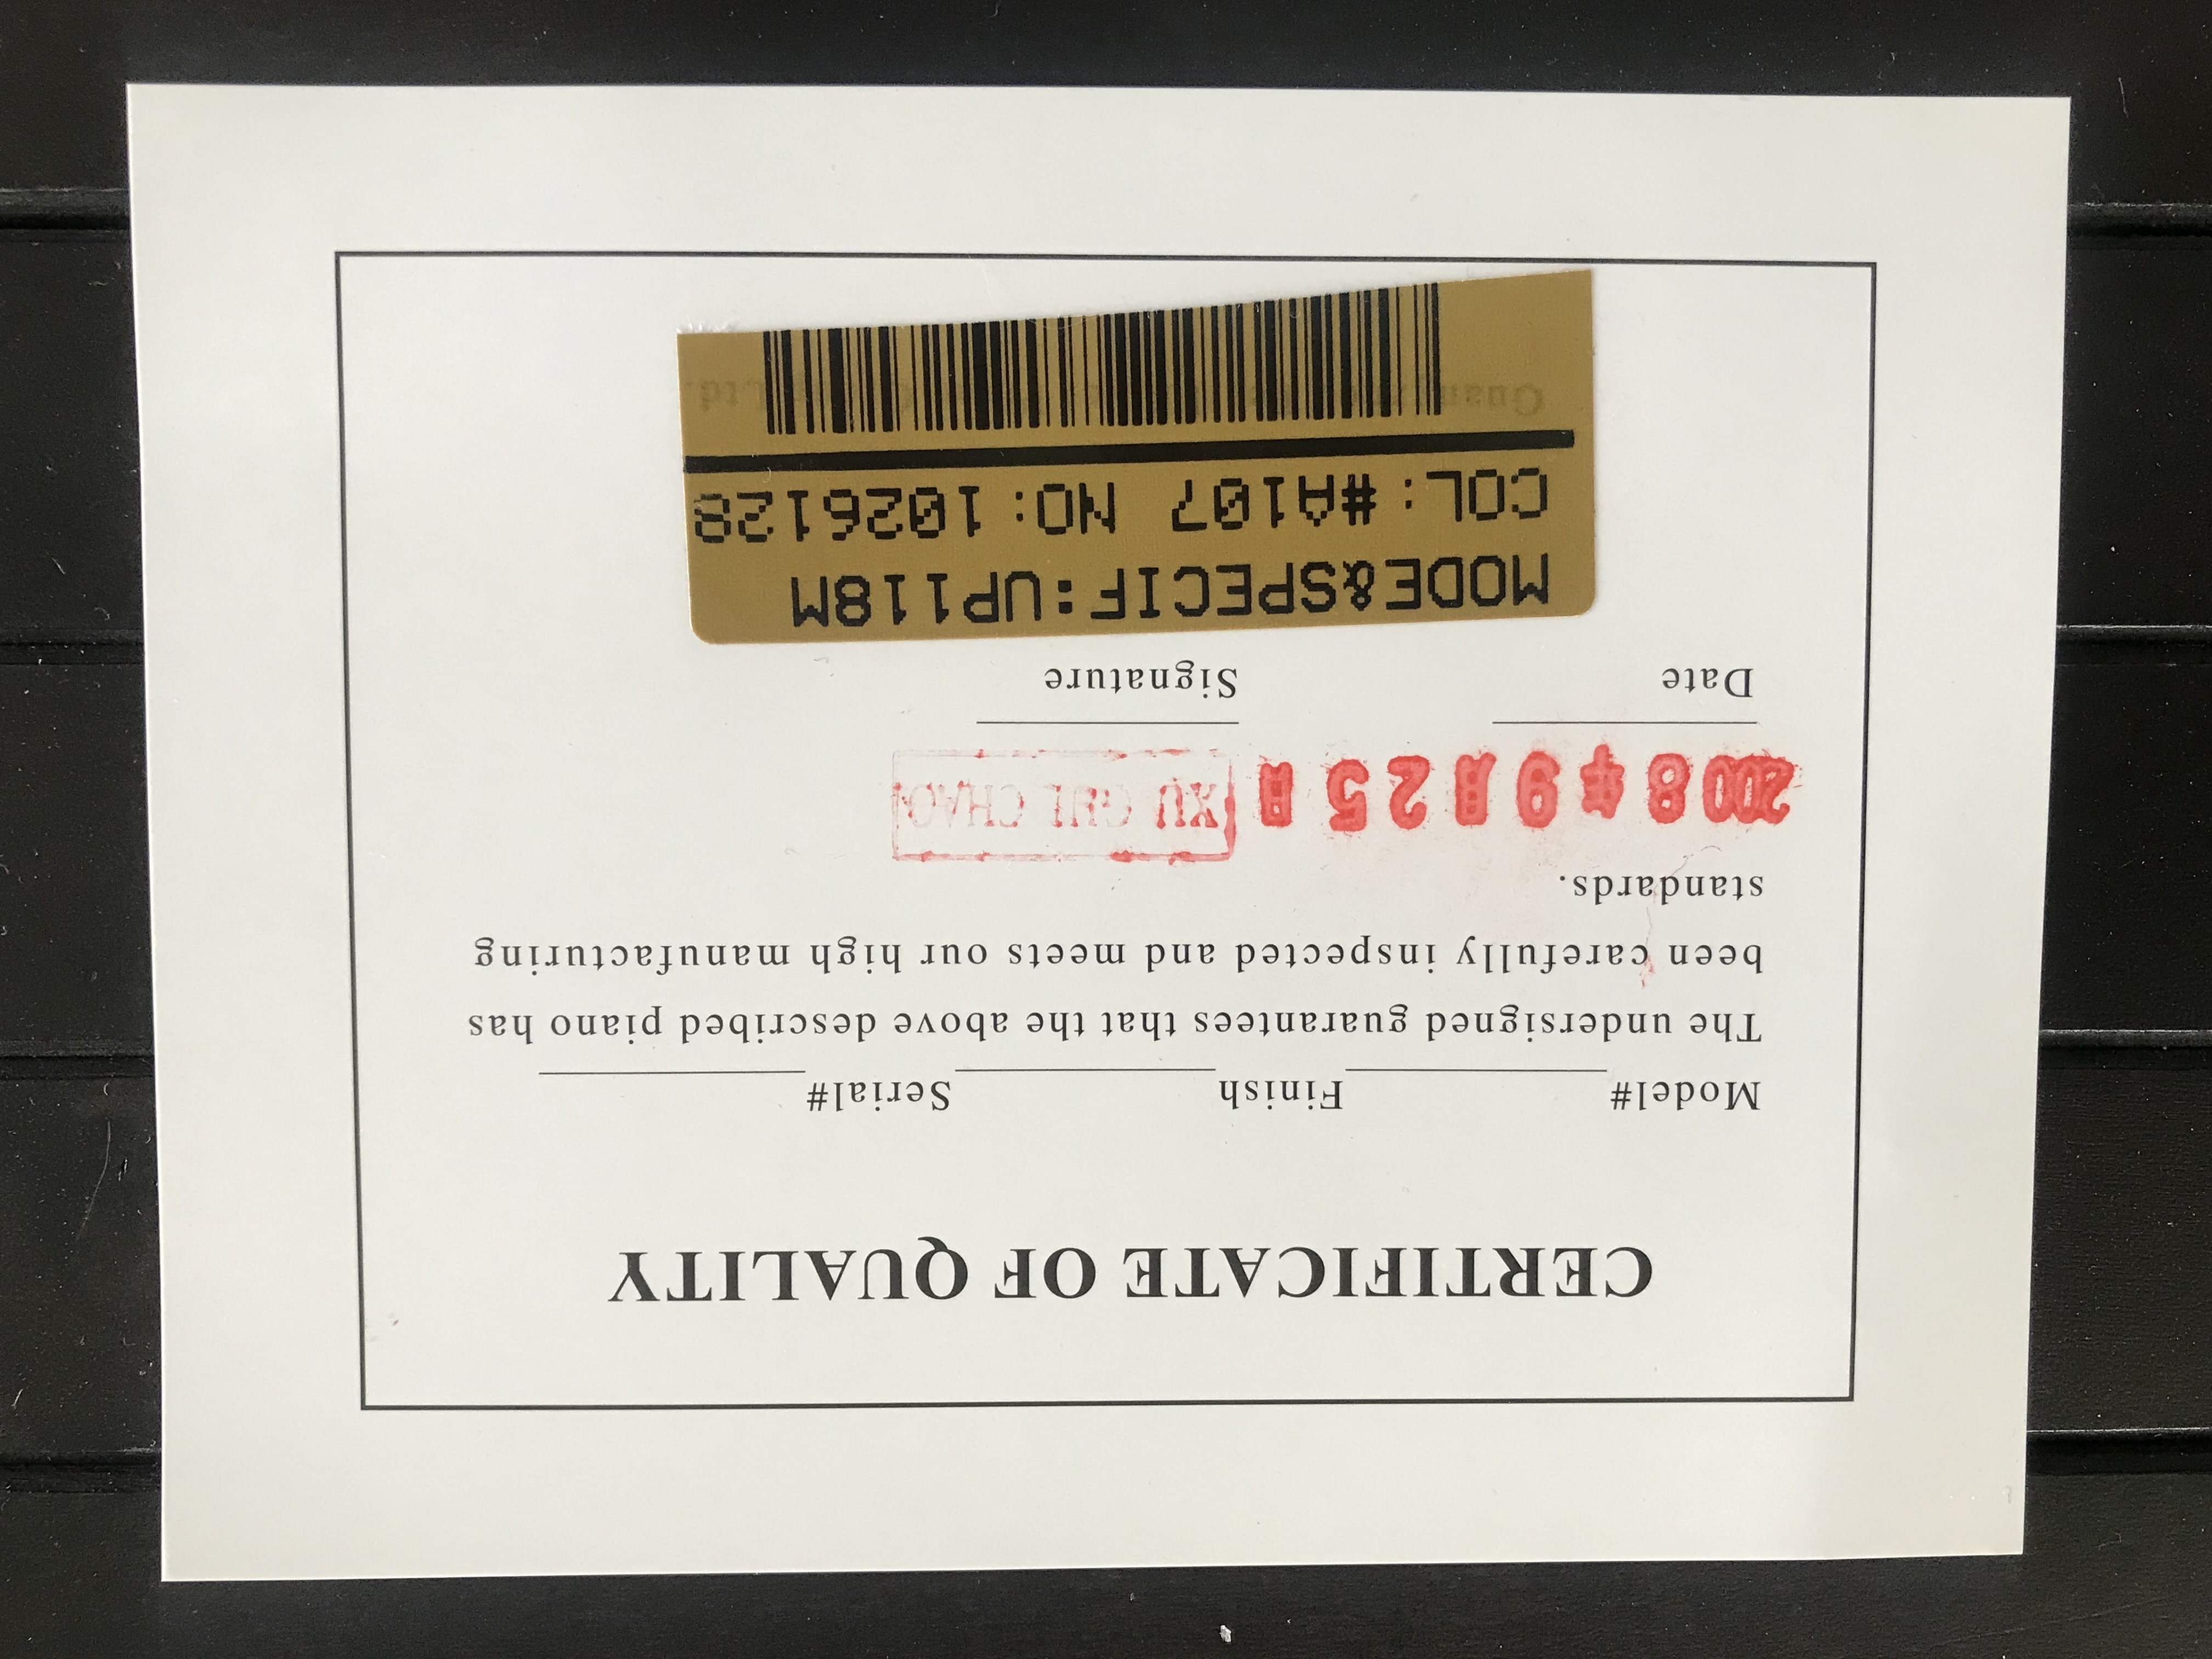 CERTIFICATE OF QUALITY
Model# Finish Serial#
The undersigned guarantees that the above described piano has
been carefully inspected and meets our high manufacturing
standards.
2008年9月25日 XU GUI CHAO
Date Signature
MODE&SPECIF:UP118M
COL:#A107 NO:1026128
Ltd.